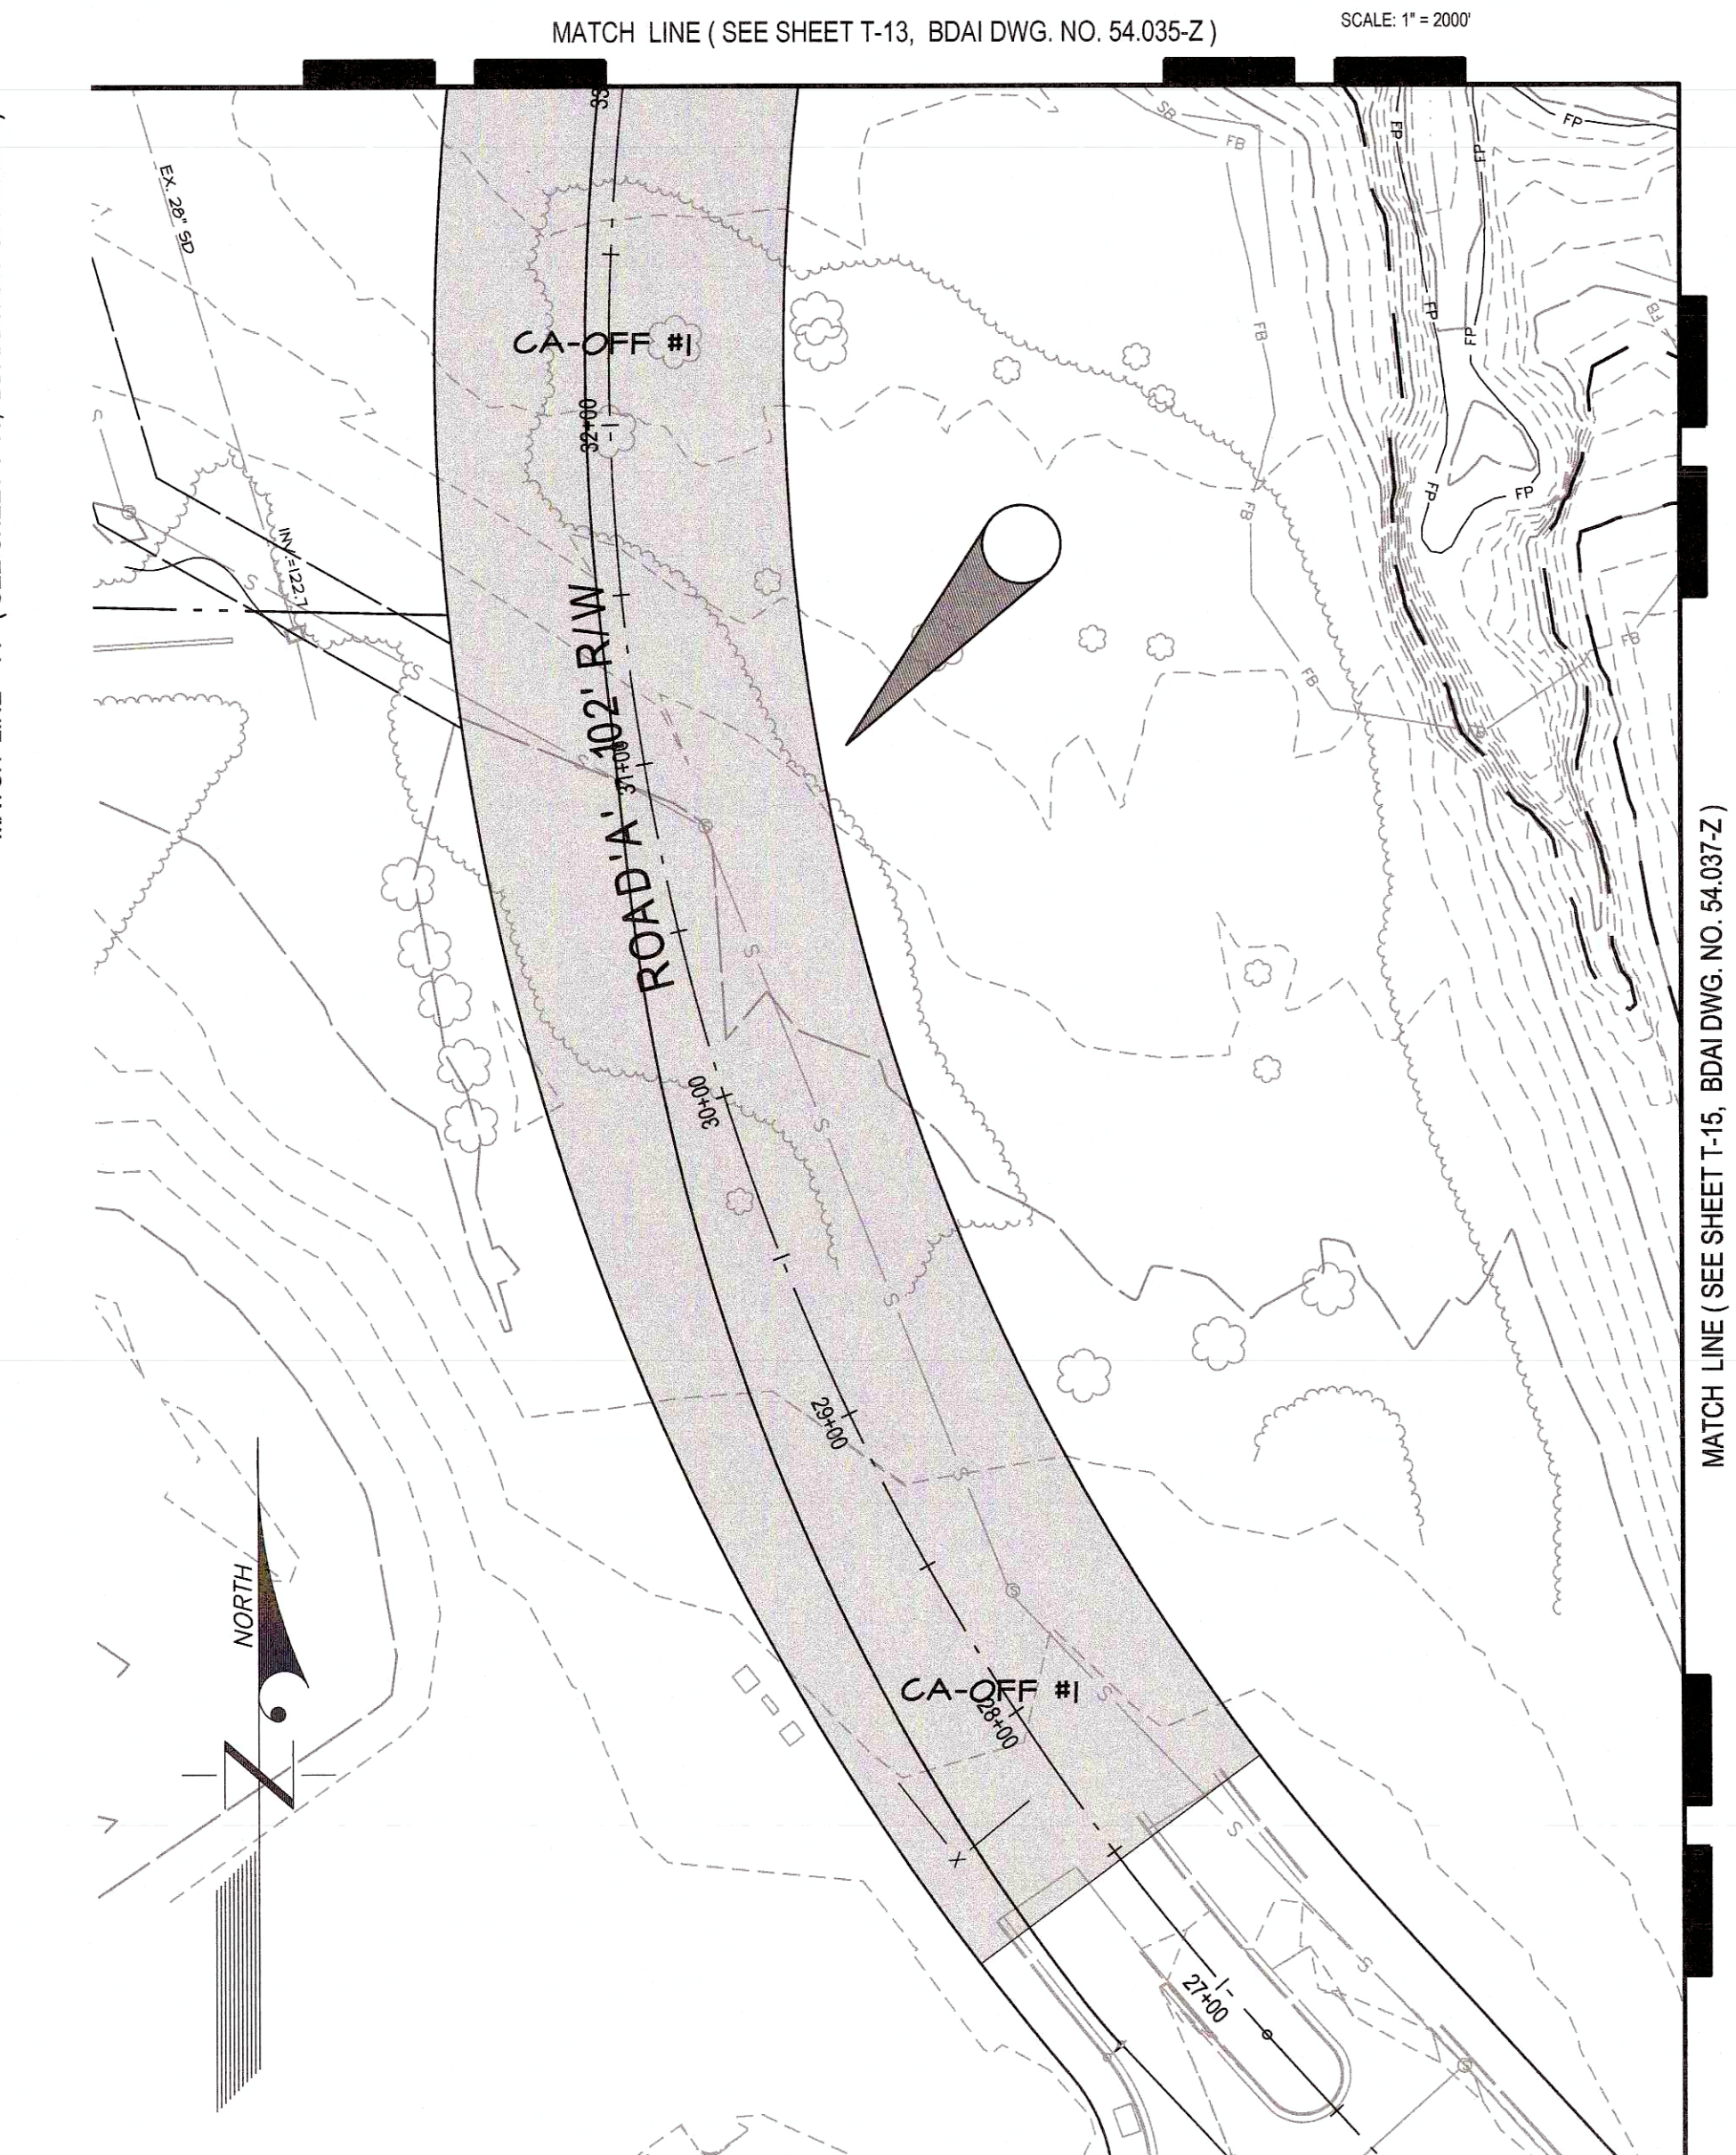 SCALE: 1" = 2000'
MATCH LINE ( SEE SHEET T-13, BDAI DWG. NO. 54.035-Z )
SB
FB
FP
FP
FP
EX. 28" SD
FP
FP
FB
FB
CA-OFF #1
32+00
S
FP
FP
FB
INV.=122.7
S
ROAD 'A' 102' R/W
FB
FB
S
31+00
S
MATCH LINE ( SEE SHEET T-15, BDAI DWG. NO. 54.037-Z )
S
30+00
S
S
29+00
S
NORTH
S
CA-OFF #1
S
28+00
Z
S
S
27+00
S